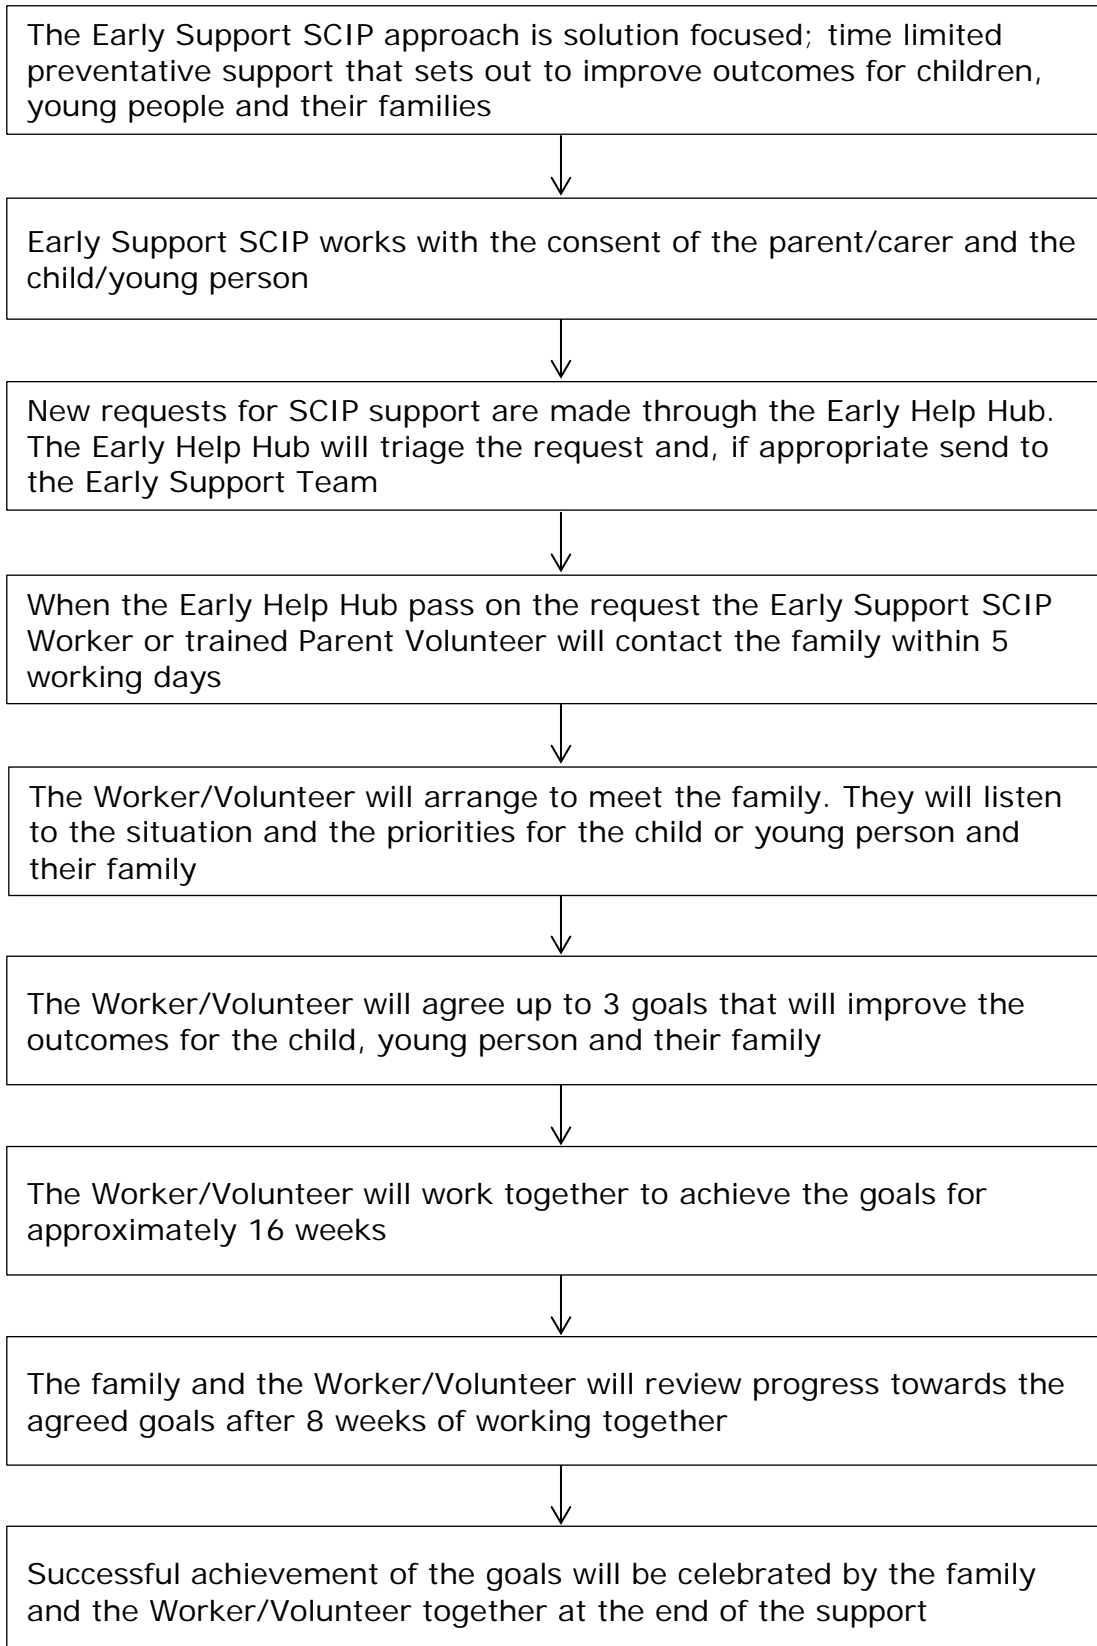 The Early Support SCIP approach is solution focused; time limited
preventative support that sets out to improve outcomes for children,
young people and their families
Early Support SCIP works with the consent of the parent/carer and the
child/young person
New requests for SCIP support are made through the Early Help Hub.
The Early Help Hub will triage the request and, if appropriate send to
the Early Support Team
When the Early Help Hub pass on the request the Early Support SCIP
Worker or trained Parent Volunteer will contact the family within 5
working days
The Worker/Volunteer will arrange to meet the family. They will listen
to the situation and the priorities for the child or young person and
their family
The Worker/Volunteer will agree up to 3 goals that will improve the
outcomes for the child, young person and their family
The Worker/Volunteer will work together to achieve the goals for
approximately 16 weeks
The family and the Worker/Volunteer will review progress towards the
agreed goals after 8 weeks of working together
Successful achievement of the goals will be celebrated by the family
and the Worker/Volunteer together at the end of the support